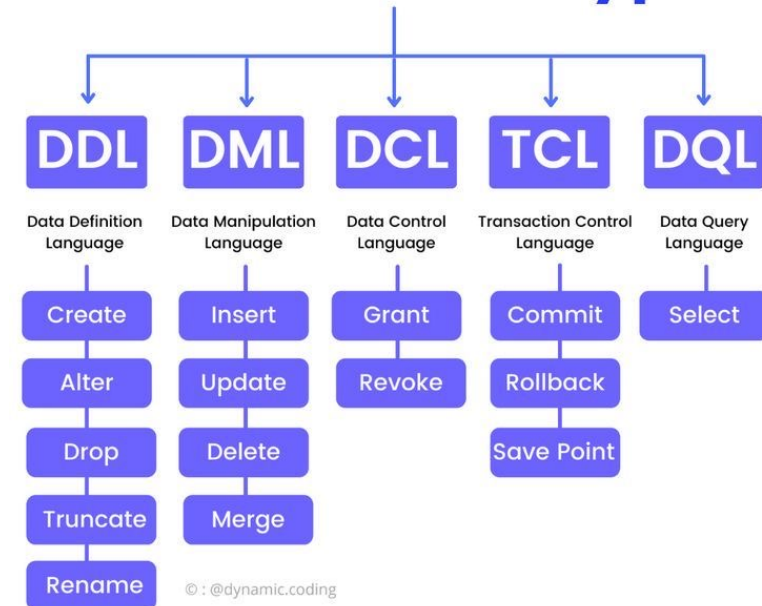 DDL
Data Definition
Language
Create
Alter
Drop
Truncate
Rename
DML
Data Manipulation
Language
Insert
Update
Delete
Merge
DCL
Data Control
Language
Grant
Revoke
TCL
Transaction Control
Language
Commit
Rollback
Save Point
DQL
Data Query
Language
Select
© : @dynamic.coding